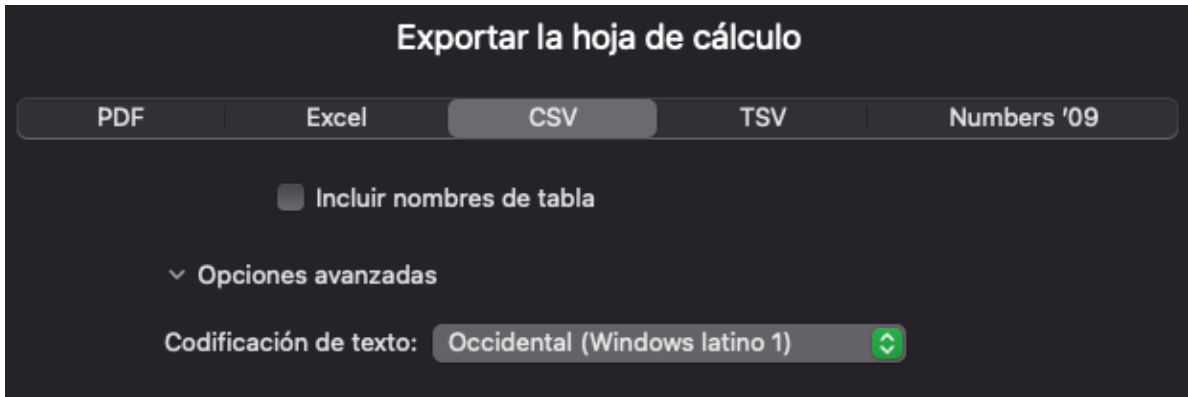 Exportar la hoja de cálculo
PDF Excel CSV TSV Numbers '09
Incluir nombres de tabla
Opciones avanzadas
Codificación de texto: Occidental (Windows latino 1)